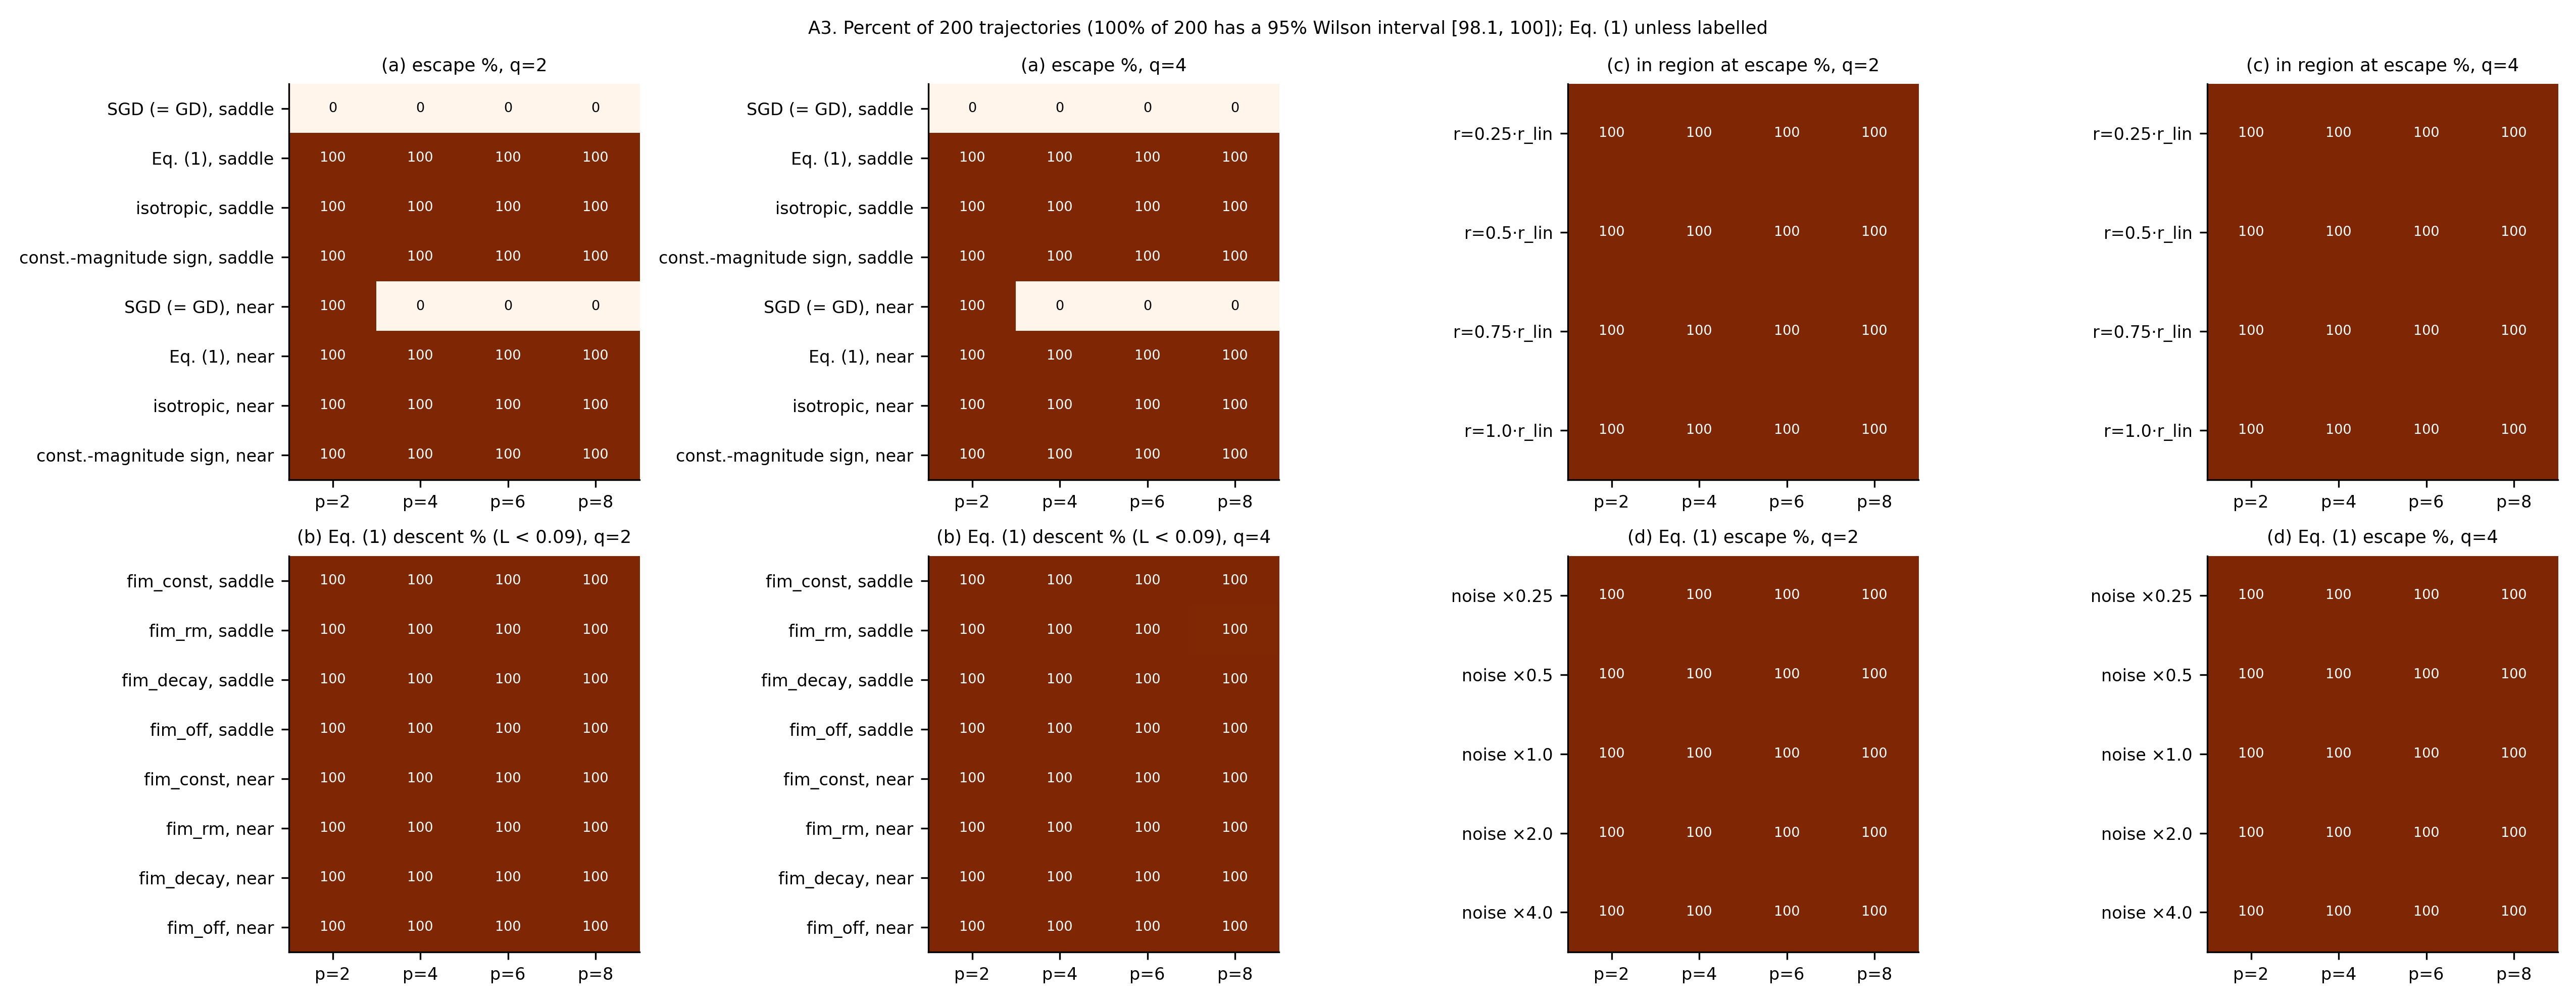 A3. Percent of 200 trajectories (100% of 200 has a 95% Wilson interval [98.1, 100]); Eq. (1) unless labelled
(a) escape %, q=2
SGD (= GD), saddle 0 0 0 0
Eq. (1), saddle 100 100 100 100
isotropic, saddle 100 100 100 100
const.-magnitude sign, saddle 100 100 100 100
SGD (= GD), near 100 0 0 0
Eq. (1), near 100 100 100 100
isotropic, near 100 100 100 100
const.-magnitude sign, near 100 100 100 100
p=2 p=4 p=6 p=8
(a) escape %, q=4
SGD (= GD), saddle 0 0 0 0
Eq. (1), saddle 100 100 100 100
isotropic, saddle 100 100 100 100
const.-magnitude sign, saddle 100 100 100 100
SGD (= GD), near 100 0 0 0
Eq. (1), near 100 100 100 100
isotropic, near 100 100 100 100
const.-magnitude sign, near 100 100 100 100
p=2 p=4 p=6 p=8
(c) in region at escape %, q=2
r=0.25·r_lin 100 100 100 100
r=0.5·r_lin 100 100 100 100
r=0.75·r_lin 100 100 100 100
r=1.0·r_lin 100 100 100 100
p=2 p=4 p=6 p=8
(c) in region at escape %, q=4
r=0.25·r_lin 100 100 100 100
r=0.5·r_lin 100 100 100 100
r=0.75·r_lin 100 100 100 100
r=1.0·r_lin 100 100 100 100
p=2 p=4 p=6 p=8
(b) Eq. (1) descent % (L < 0.09), q=2
fim_const, saddle 100 100 100 100
fim_rm, saddle 100 100 100 100
fim_decay, saddle 100 100 100 100
fim_off, saddle 100 100 100 100
fim_const, near 100 100 100 100
fim_rm, near 100 100 100 100
fim_decay, near 100 100 100 100
fim_off, near 100 100 100 100
p=2 p=4 p=6 p=8
(b) Eq. (1) descent % (L < 0.09), q=4
fim_const, saddle 100 100 100 100
fim_rm, saddle 100 100 100 100
fim_decay, saddle 100 100 100 100
fim_off, saddle 100 100 100 100
fim_const, near 100 100 100 100
fim_rm, near 100 100 100 100
fim_decay, near 100 100 100 100
fim_off, near 100 100 100 100
p=2 p=4 p=6 p=8
(d) Eq. (1) escape %, q=2
noise ×0.25 100 100 100 100
noise ×0.5 100 100 100 100
noise ×1.0 100 100 100 100
noise ×2.0 100 100 100 100
noise ×4.0 100 100 100 100
p=2 p=4 p=6 p=8
(d) Eq. (1) escape %, q=4
noise ×0.25 100 100 100 100
noise ×0.5 100 100 100 100
noise ×1.0 100 100 100 100
noise ×2.0 100 100 100 100
noise ×4.0 100 100 100 100
p=2 p=4 p=6 p=8